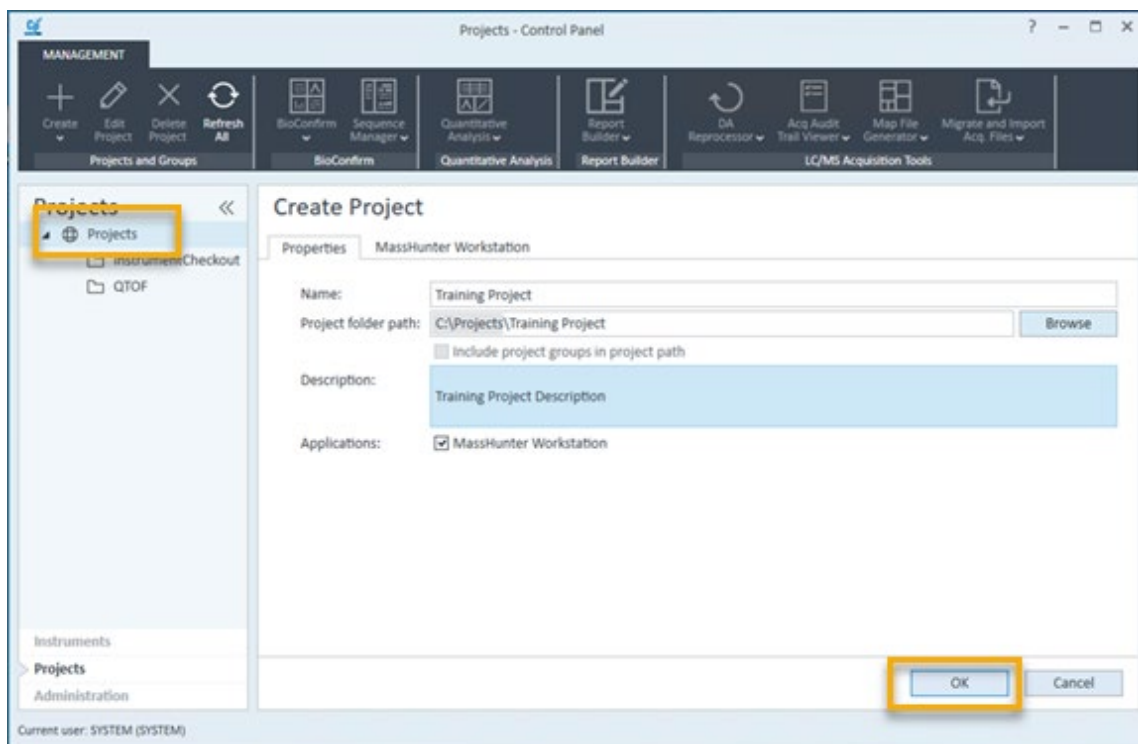 Projects - Control Panel
?
MANAGEMENT
Create
Edit Project
Delete Project
Refresh All
BioConfirm
Sequence Manager
Quantitative Analysis
Report Builder
DA Reprocessor
Acq Audit Trail Viewer
Map File Generator
Migrate and Import Acq. Files
Projects and Groups
BioConfirm
Quantitative Analysis
Report Builder
LC/MS Acquisition Tools
Projects
Projects
InstrumentCheckout
QTOF
Create Project
Properties
MassHunter Workstation
Name: Training Project
Project folder path: C:\Projects\Training Project
Browse
Include project groups in project path
Description: Training Project Description
Applications: MassHunter Workstation
Instruments
Projects
Administration
OK
Cancel
Current user: SYSTEM (SYSTEM)